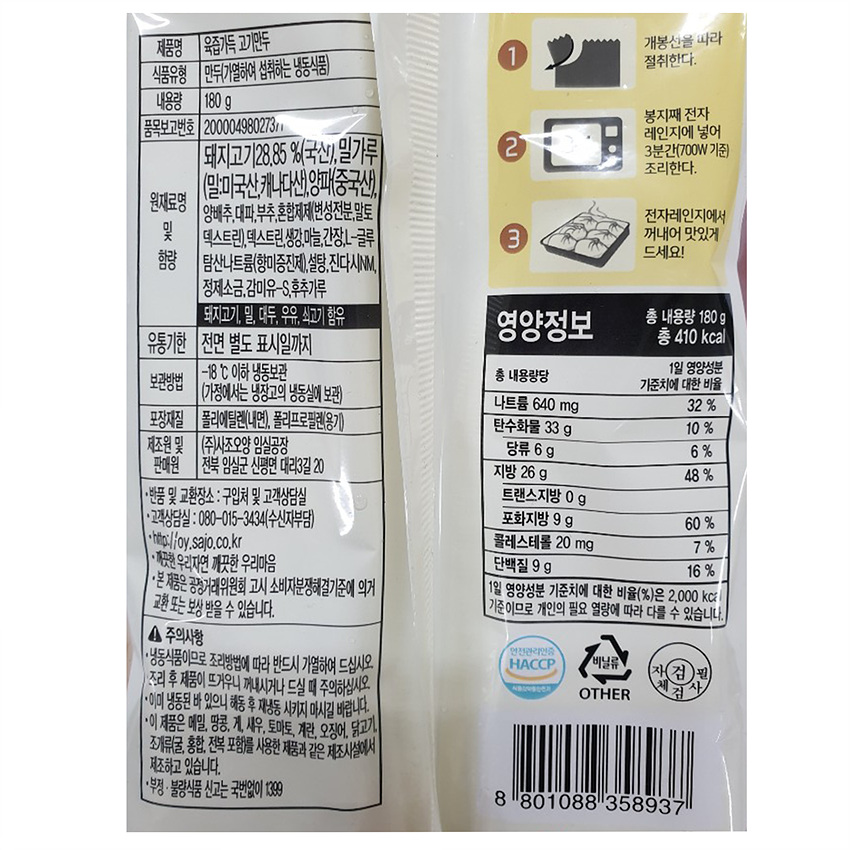 제품명 육즙가득 고기만두
식품유형 만두(가열하여 섭취하는 냉동식품)
내용량 180 g
품목보고번호 20000498027371
원재료명 및 함량
돼지고기28.85 %(국산), 밀가루
(밀:미국산,캐나다산),양파(중국산),
양배추, 대파, 부추, 혼합제제(변성전분,말토
덱스트린),덱스트린,생강,마늘,간장,L-글루
탐산나트륨(향미증진제),설탕, 진다시NM,
정제소금, 감미유-S,후추가루
돼지고기, 밀, 대두, 우유, 쇠고기 함유
유통기한 전면 별도 표시일까지
보관방법 -18 ℃ 이하 냉동보관
(가정에서는 냉장고의 냉동실에 보관)
포장재질 폴리에틸렌(내면), 폴리프로필렌(용기)
제조원 및 판매원 (주)사조오양 임실공장
전북 임실군 신평면 대리3길 20
·반품 및 교환장소 : 구입처 및 고객상담실
·고객상담실 : 080-015-3434(수신자부담)
·http://oy.sajo.co.kr
·깨끗한 우리자연 깨끗한 우리마음
·본 제품은 공정거래위원회 고시 소비자분쟁해결기준에 의거
교환 또는 보상 받을 수 있습니다.
주의사항
·냉동식품이므로 조리방법에 따라 반드시 가열하여 드십시오.
조리 후 제품이 뜨거우니 꺼내시거나 드실 때 주의하십시오.
·이미 냉동된 바 있으니 해동 후 재냉동 시키지 마시길 바랍니다.
·이 제품은 메밀, 땅콩, 게, 새우, 토마토, 계란, 오징어, 닭고기,
조개류(굴, 홍합, 전복 포함)를 사용한 제품과 같은 제조시설에서
제조하고 있습니다.
·부정·불량식품 신고는 국번없이 1399
1 개봉선을 따라
절취한다.
2 봉지째 전자
레인지에 넣어
3분간(700W 기준)
조리한다.
3 전자레인지에서
꺼내어 맛있게
드세요!
영양정보
총 내용량 180 g
총 410 kcal
총 내용량당
1일 영양성분
기준치에 대한 비율
나트륨 640 mg 32 %
탄수화물 33 g 10 %
당류 6 g 6 %
지방 26 g 48 %
트랜스지방 0 g
포화지방 9 g 60 %
콜레스테롤 20 mg 7 %
단백질 9 g 16 %
1일 영양성분 기준치에 대한 비율(%)은 2,000 kcal
기준이므로 개인의 필요 열량에 따라 다를 수 있습니다.
안전관리인증
HACCP
식품의약품안전처
비닐류
OTHER
자체검사필
검
8 801088 358937